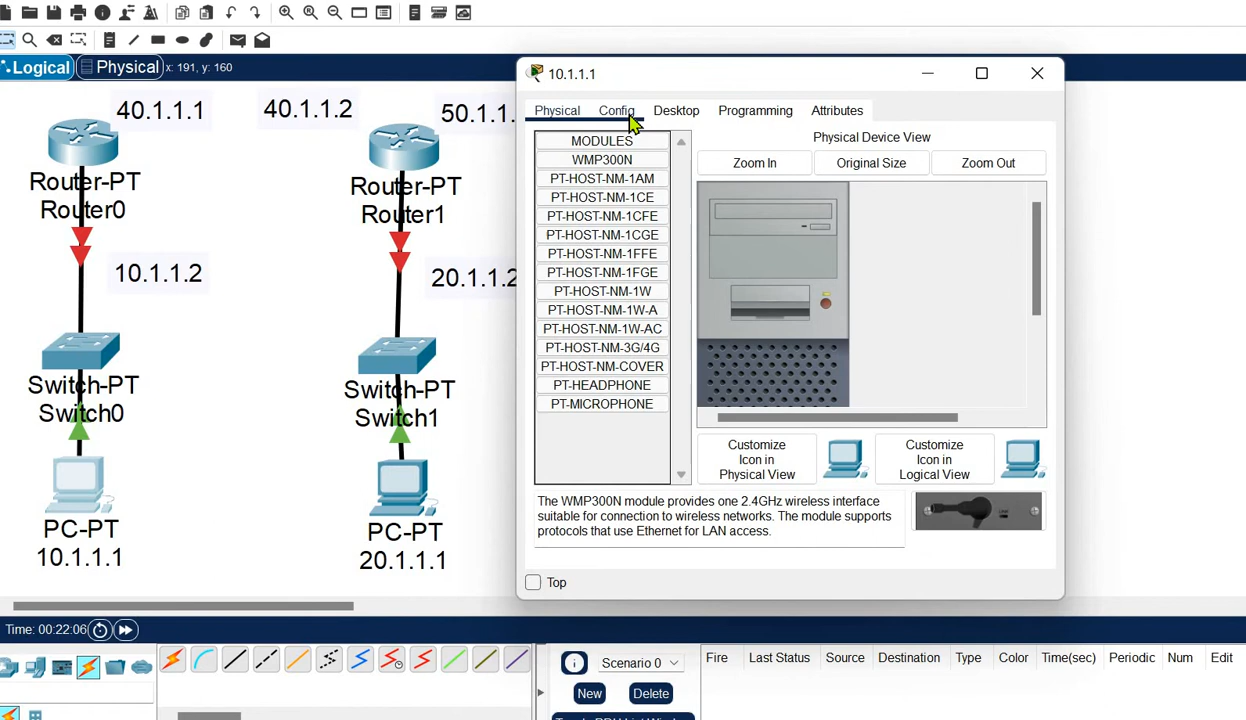 Logical
Physical
x: 191, y: 160
40.1.1.1
40.1.1.2
50.1.1.
Router-PT
Router0
Router-PT
Router1
10.1.1.2
20.1.1.2
Switch-PT
Switch0
Switch-PT
Switch1
PC-PT
10.1.1.1
PC-PT
20.1.1.1
10.1.1.1
Physical
Config
Desktop
Programming
Attributes
MODULES
WMP300N
PT-HOST-NM-1AM
PT-HOST-NM-1CE
PT-HOST-NM-1CFE
PT-HOST-NM-1CGE
PT-HOST-NM-1FFE
PT-HOST-NM-1FGE
PT-HOST-NM-1W
PT-HOST-NM-1W-A
PT-HOST-NM-1W-AC
PT-HOST-NM-3G/4G
PT-HOST-NM-COVER
PT-HEADPHONE
PT-MICROPHONE
Physical Device View
Zoom In
Original Size
Zoom Out
Customize
Icon in
Physical View
Customize
Icon in
Logical View
The WMP300N module provides one 2.4GHz wireless interface
suitable for connection to wireless networks. The module supports
protocols that use Ethernet for LAN access.
Top
Time: 00:22:06
Scenario 0
New
Delete
Fire
Last Status
Source
Destination
Type
Color
Time(sec)
Periodic
Num
Edit